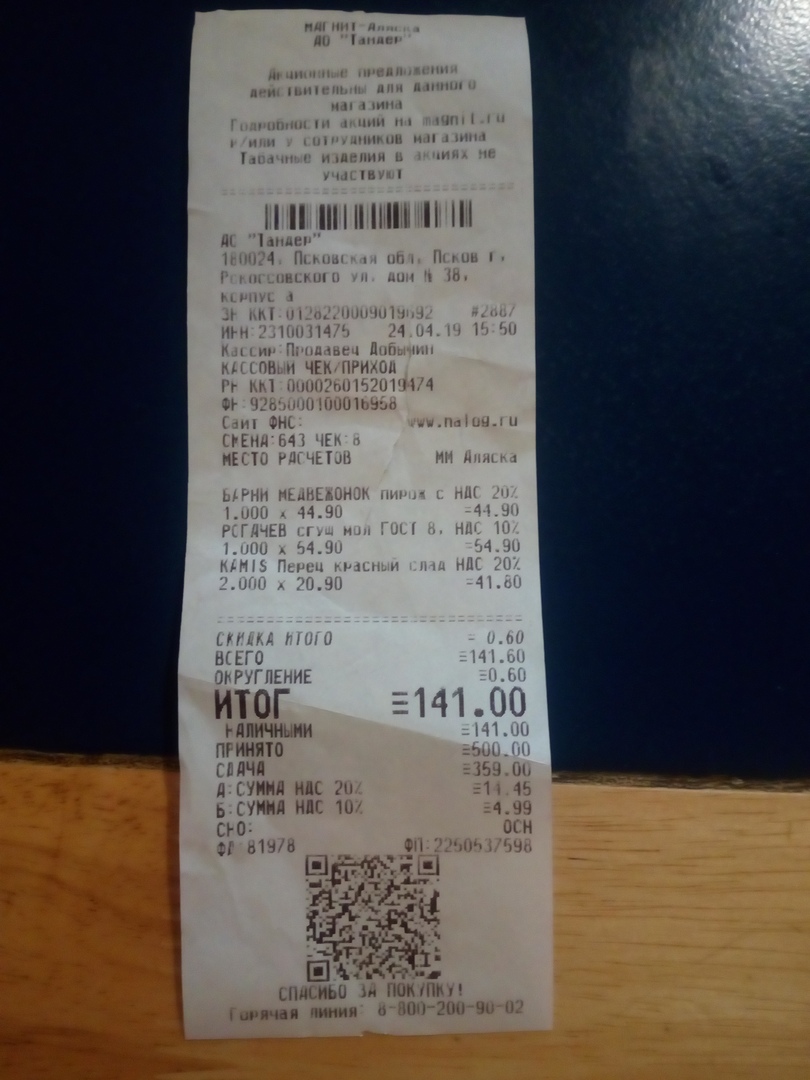 МАГНИТ-Аляска
АО "Тандер"
Акционные предложения
действительны для данного
магазина
Подробности акций на magnit.ru
и/или у сотрудников магазина
Табачные изделия в акциях не
участвуют
АО "Тандер"
180024, Псковская обл, Псков г,
Рокоссовского ул, дом № 38,
корпус а
ЗН ККТ:0128220009019692 #2887
ИНН:2310031475 24.04.19 15:50
Кассир:Продавец Добычин
КАССОВЫЙ ЧЕК/ПРИХОД
РН ККТ:0000260152019474
ФН:9285000100016958
Сайт ФНС: www.nalog.ru
СМЕНА:643 ЧЕК:8
МЕСТО РАСЧЕТОВ ММ Аляска
БАРНИ МЕДВЕЖОНОК пирож с НДС 20%
1.000 x 44.90 =44.90
РОГАЧЕВ сгущ мол ГОСТ 8, НДС 10%
1.000 x 54.90 =54.90
KAMIS Перец красный слад НДС 20%
2.000 x 20.90 =41.80
СКИДКА ИТОГО = 0.60
ВСЕГО ≡141.60
ОКРУГЛЕНИЕ ≡0.60
ИТОГ ≡141.00
НАЛИЧНЫМИ ≡141.00
ПРИНЯТО ≡500.00
СДАЧА ≡359.00
А:СУММА НДС 20% ≡14.45
Б:СУММА НДС 10% ≡4.99
СНО: ОСН
ФД:81978 ФП:2250537598
СПАСИБО ЗА ПОКУПКУ!
Горячая линия: 8-800-200-90-02